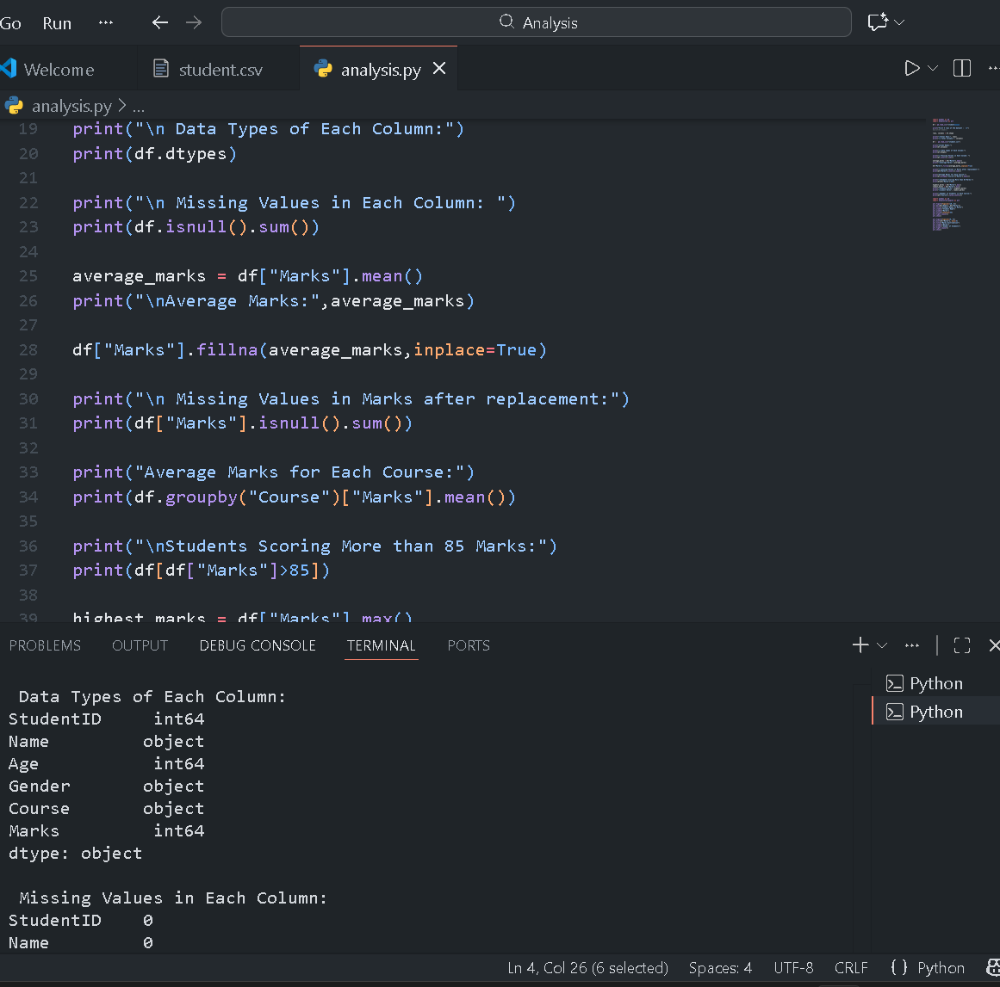 Go Run ··· Analysis
Welcome student.csv analysis.py
analysis.py > ...
19 print("\n Data Types of Each Column:")
20 print(df.dtypes)
21
22 print("\n Missing Values in Each Column: ")
23 print(df.isnull().sum())
24
25 average_marks = df["Marks"].mean()
26 print("\nAverage Marks:",average_marks)
27
28 df["Marks"].fillna(average_marks,inplace=True)
29
30 print("\n Missing Values in Marks after replacement:")
31 print(df["Marks"].isnull().sum())
32
33 print("Average Marks for Each Course:")
34 print(df.groupby("Course")["Marks"].mean())
35
36 print("\nStudents Scoring More than 85 Marks:")
37 print(df[df["Marks"]>85])
38
39 highest_marks = df["Marks"].max()
PROBLEMS OUTPUT DEBUG CONSOLE TERMINAL PORTS
Python
Python
Data Types of Each Column:
StudentID int64
Name object
Age int64
Gender object
Course object
Marks int64
dtype: object
Missing Values in Each Column:
StudentID 0
Name 0
Ln 4, Col 26 (6 selected) Spaces: 4 UTF-8 CRLF { } Python